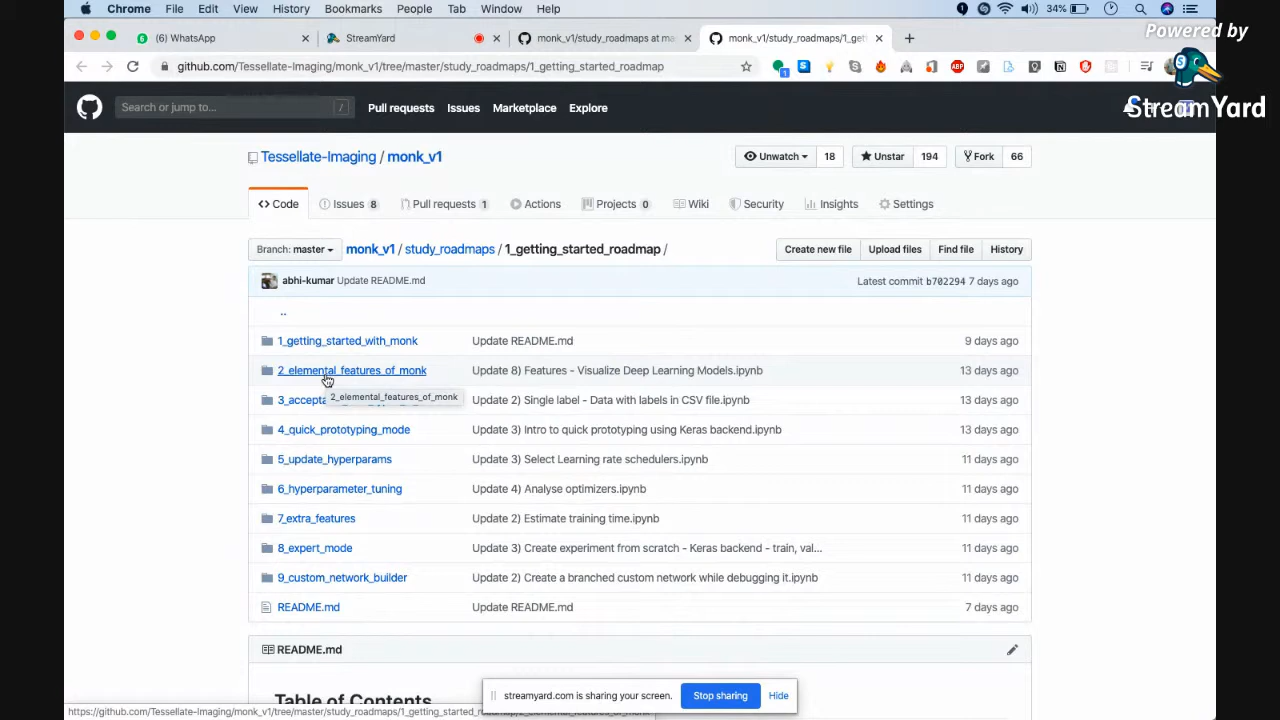 Chrome File Edit View History Bookmarks People Tab Window Help 34%
Powered by
(6) WhatsApp StreamYard monk_v1/study_roadmaps at ma monk_v1/study_roadmaps/1_get
github.com/Tessellate-Imaging/monk_v1/tree/master/study_roadmaps/1_getting_started_roadmap
StreamYard
Search or jump to... / Pull requests Issues Marketplace Explore
Tessellate-Imaging / monk_v1 Unwatch 18 Unstar 194 Fork 66
<> Code Issues 8 Pull requests 1 Actions Projects 0 Wiki Security Insights Settings
Branch: master monk_v1 / study_roadmaps / 1_getting_started_roadmap / Create new file Upload files Find file History
abhi-kumar Update README.md Latest commit b702294 7 days ago
..
1_getting_started_with_monk Update README.md 9 days ago
2_elemental_features_of_monk Update 8) Features - Visualize Deep Learning Models.ipynb 13 days ago
2_elemental_features_of_monk
3_accepta Update 2) Single label - Data with labels in CSV file.ipynb 13 days ago
4_quick_prototyping_mode Update 3) Intro to quick prototyping using Keras backend.ipynb 13 days ago
5_update_hyperparams Update 3) Select Learning rate schedulers.ipynb 11 days ago
6_hyperparameter_tuning Update 4) Analyse optimizers.ipynb 11 days ago
7_extra_features Update 2) Estimate training time.ipynb 11 days ago
8_expert_mode Update 3) Create experiment from scratch - Keras backend - train, val... 11 days ago
9_custom_network_builder Update 2) Create a branched custom network while debugging it.ipynb 11 days ago
README.md Update README.md 7 days ago
README.md
Table of Contents
streamyard.com is sharing your screen. Stop sharing Hide